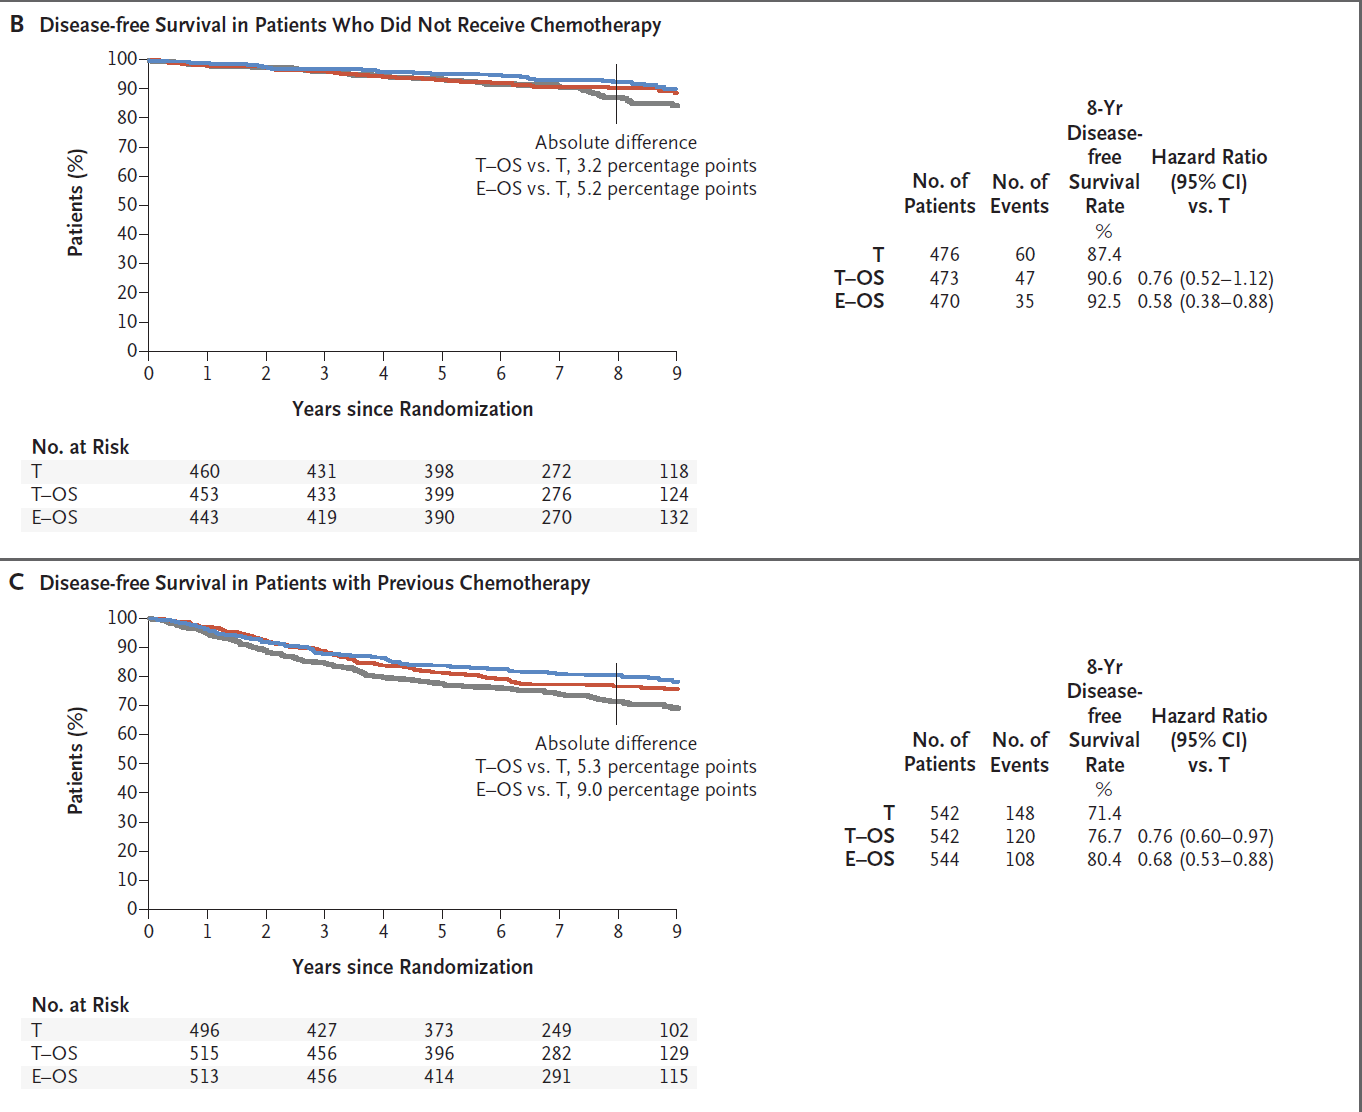 B Disease-free Survival in Patients Who Did Not Receive Chemotherapy
100
90
80
70
60
50
40
30
20
10
0
Patients (%)
0 1 2 3 4 5 6 7 8 9
Years since Randomization
Absolute difference
T–OS vs. T, 3.2 percentage points
E–OS vs. T, 5.2 percentage points
8-Yr
Disease-
free Hazard Ratio
No. of No. of Survival (95% CI)
Patients Events Rate vs. T
%
T 476 60 87.4
T–OS 473 47 90.6 0.76 (0.52–1.12)
E–OS 470 35 92.5 0.58 (0.38–0.88)
No. at Risk
T 460 431 398 272 118
T–OS 453 433 399 276 124
E–OS 443 419 390 270 132
C Disease-free Survival in Patients with Previous Chemotherapy
100
90
80
70
60
50
40
30
20
10
0
Patients (%)
0 1 2 3 4 5 6 7 8 9
Years since Randomization
Absolute difference
T–OS vs. T, 5.3 percentage points
E–OS vs. T, 9.0 percentage points
8-Yr
Disease-
free Hazard Ratio
No. of No. of Survival (95% CI)
Patients Events Rate vs. T
%
T 542 148 71.4
T–OS 542 120 76.7 0.76 (0.60–0.97)
E–OS 544 108 80.4 0.68 (0.53–0.88)
No. at Risk
T 496 427 373 249 102
T–OS 515 456 396 282 129
E–OS 513 456 414 291 115